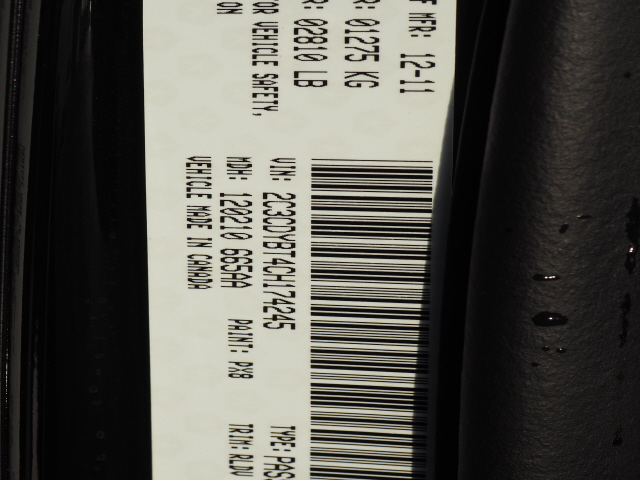 F MFR: 12-11
R: 01275 KG
R: 02810 LB
OR VEHICLE SAFETY,
ON
VIN: 2C3CDYBT4CH174245 TYPE: PAS
MDH: 120210 665AA PAINT: PX8 TRIM: RLDV
VEHICLE MADE IN CANADA